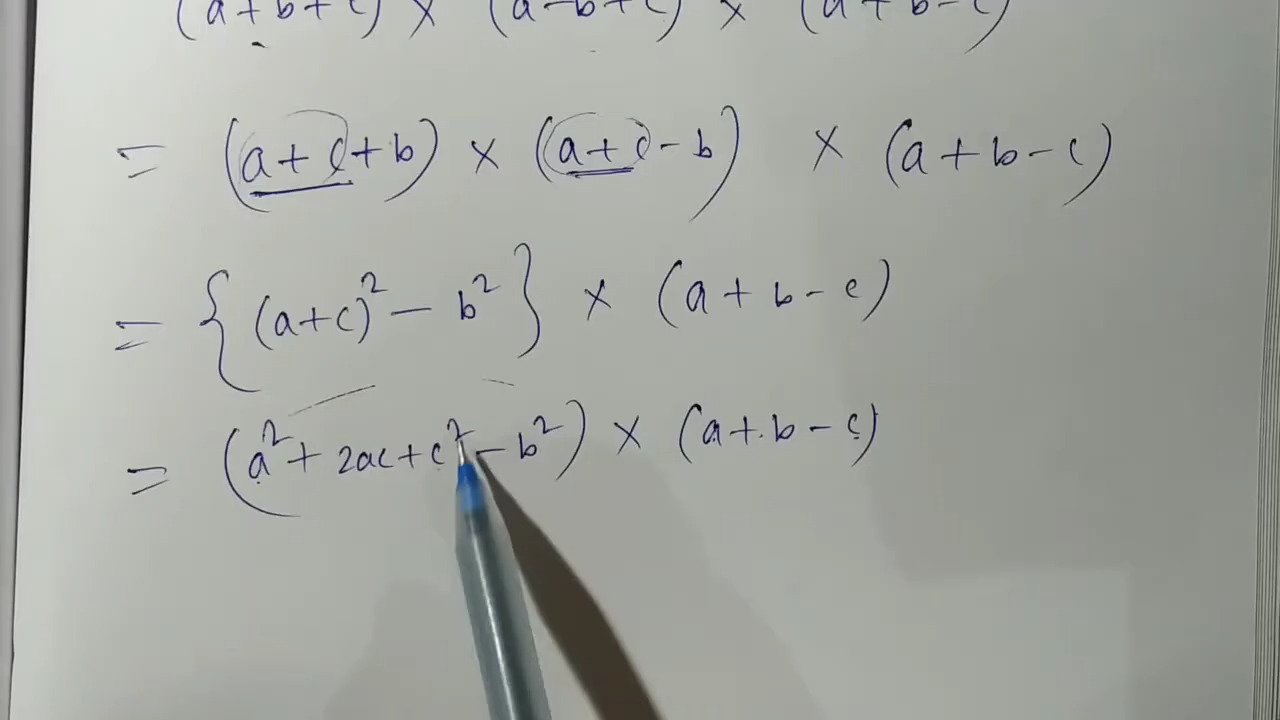 (a+b+c) × (a-b+c) × (a+b-c)
= (a+c+b) × (a+c-b) × (a+b-c)
= {(a+c)² - b²} × (a+b-c)
= (a² + 2ac + c² - b²) × (a+b-c)